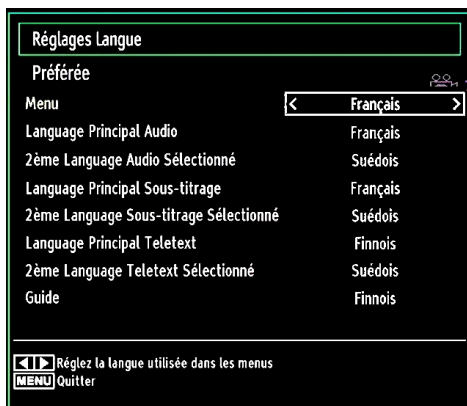 Réglages Langue
Préférée
Menu < Français >
Language Principal Audio Français
2ème Language Audio Sélectionné Suédois
Language Principal Sous-titrage Français
2ème Language Sous-titrage Sélectionné Suédois
Language Principal Teletext Finnois
2ème Language Teletext Sélectionné Suédois
Guide Finnois
Réglez la langue utilisée dans les menus
MENU Quitter